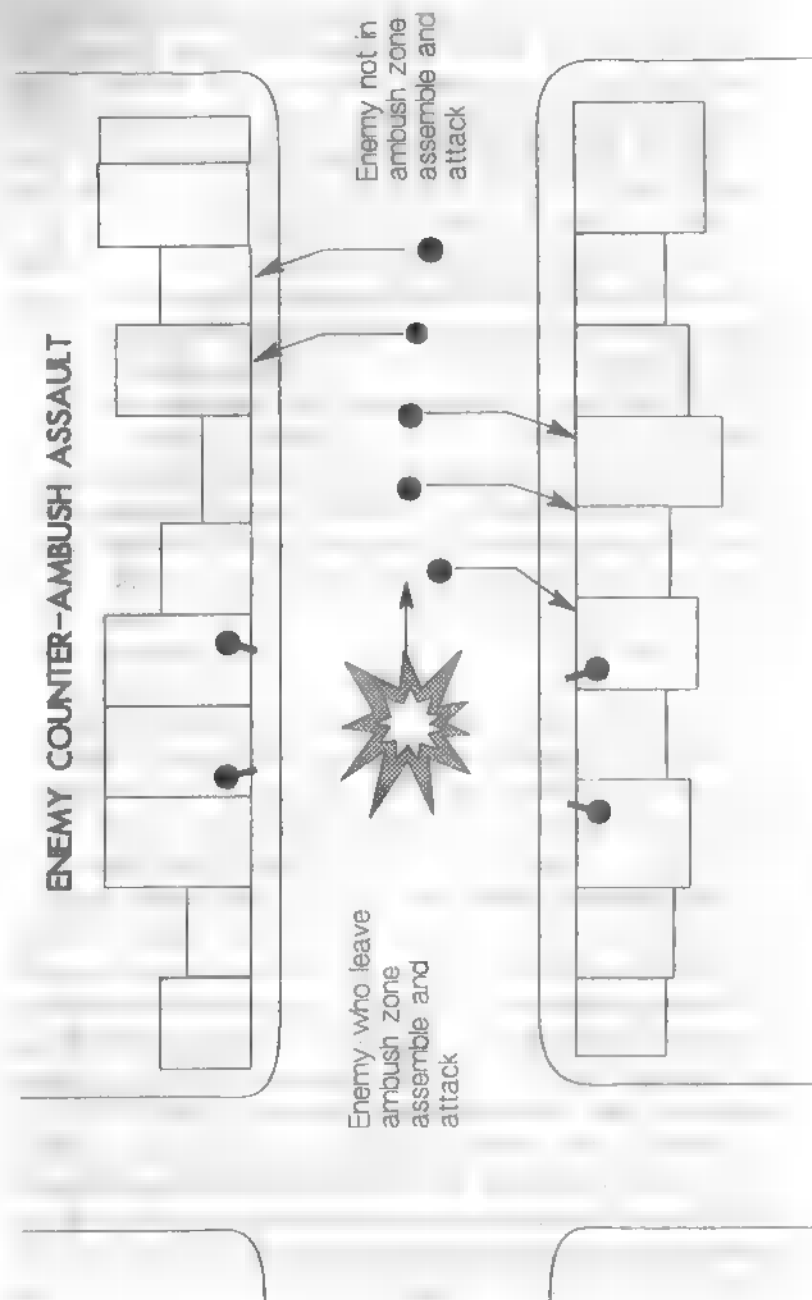 ENEMY COUNTER-AMBUSH ASSAULT
Enemy who leave
ambush zone
assemble and
attack
Enemy not in
ambush zone
assemble and
attack